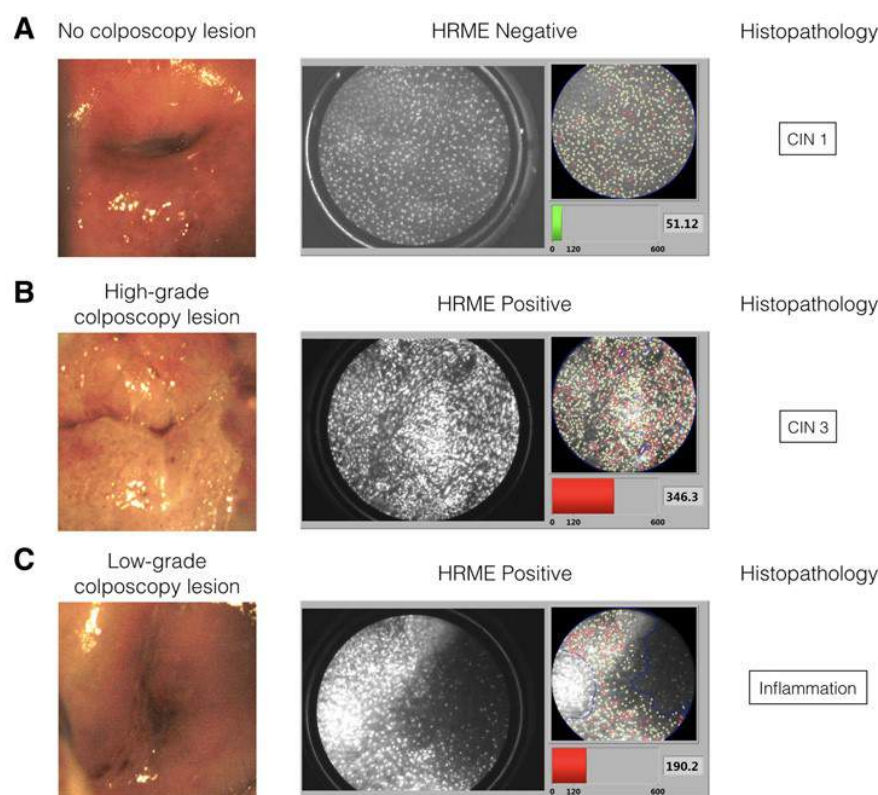 A
No colposcopy lesion
HRME Negative
Histopathology
CIN 1
51.12
0 120 600
B
High-grade
colposcopy lesion
HRME Positive
Histopathology
CIN 3
346.3
0 120 600
C
Low-grade
colposcopy lesion
HRME Positive
Histopathology
Inflammation
190.2
0 120 600